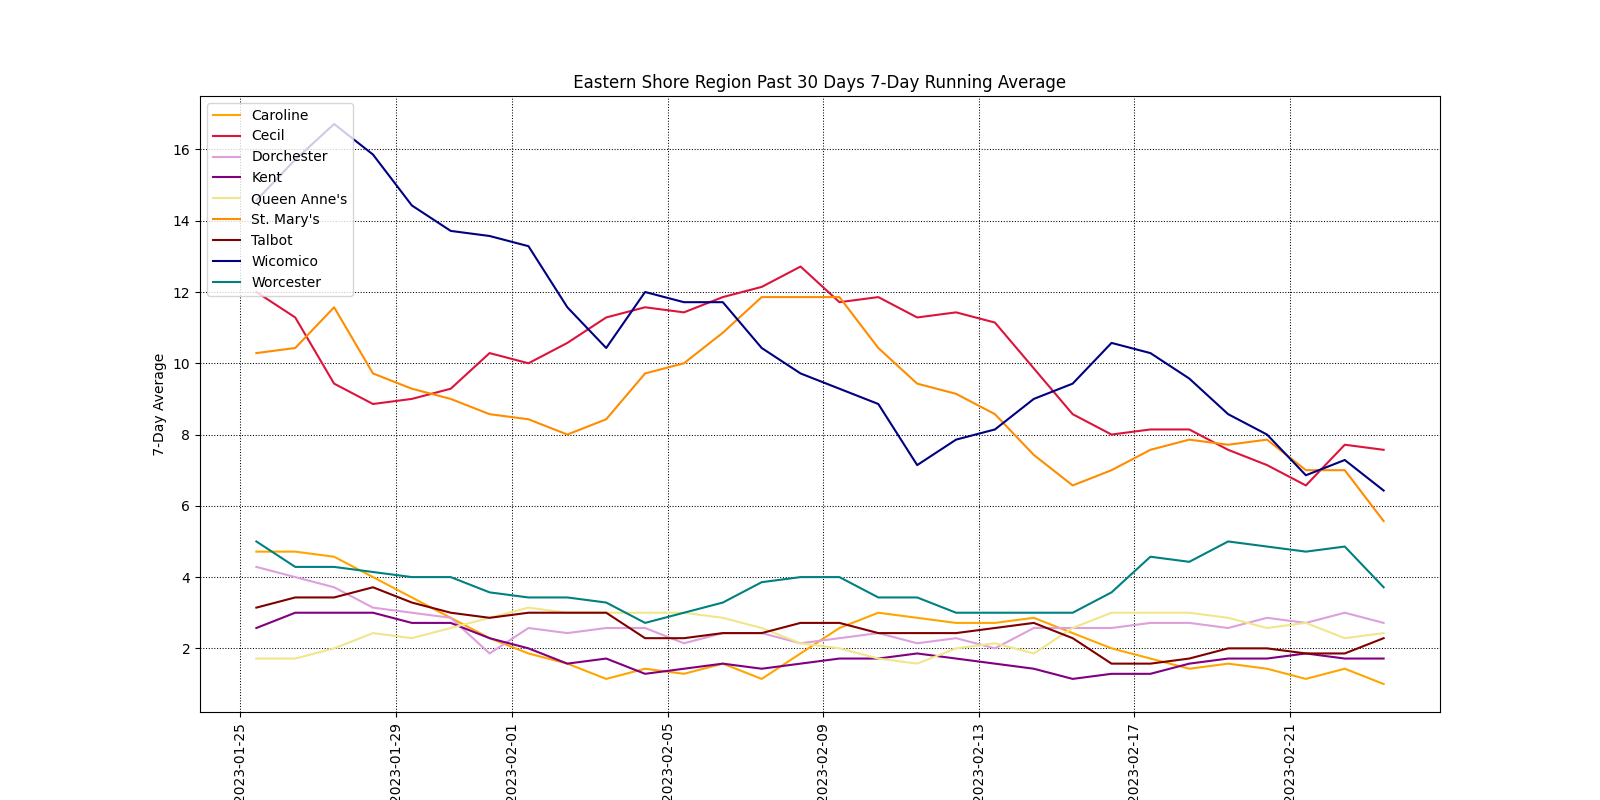 Eastern Shore Region Past 30 Days 7-Day Running Average
Caroline
Cecil
Dorchester
Kent
Queen Anne's
St. Mary's
Talbot
Wicomico
Worcester
16
14
12
10
8
6
4
2
7-Day Average
2023-01-25
2023-01-29
2023-02-01
2023-02-05
2023-02-09
2023-02-13
2023-02-17
2023-02-21